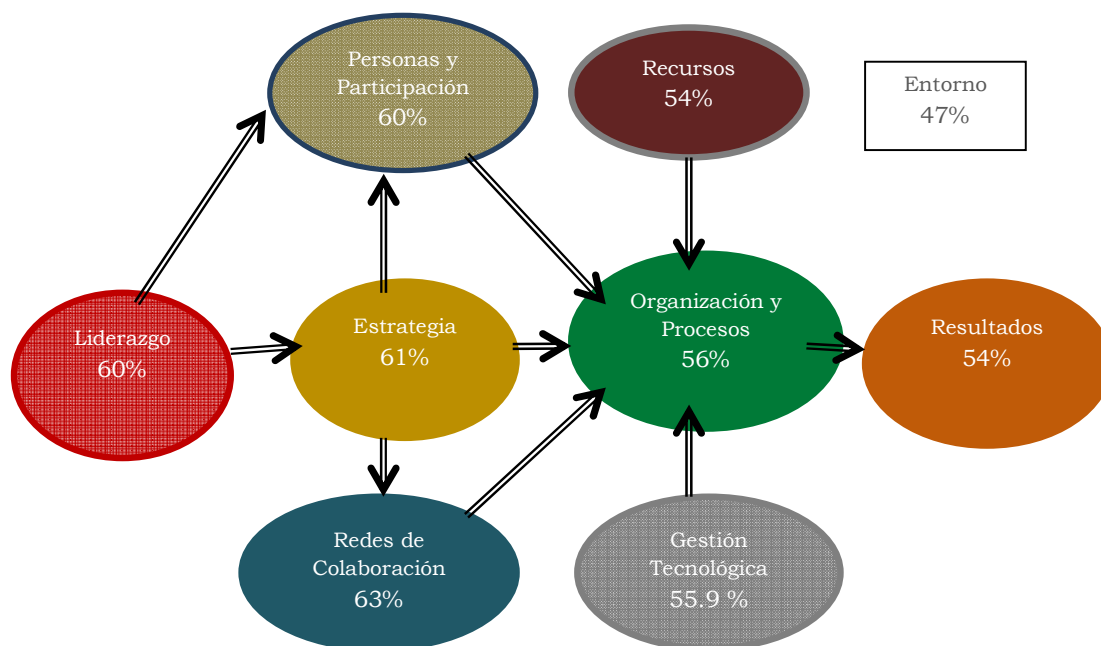 Personas y
Participación
60%
Recursos
54%
Entorno
47%
Liderazgo
60%
Estrategia
61%
Organización y
Procesos
56%
Resultados
54%
Redes de
Colaboración
63%
Gestión
Tecnológica
55.9 %